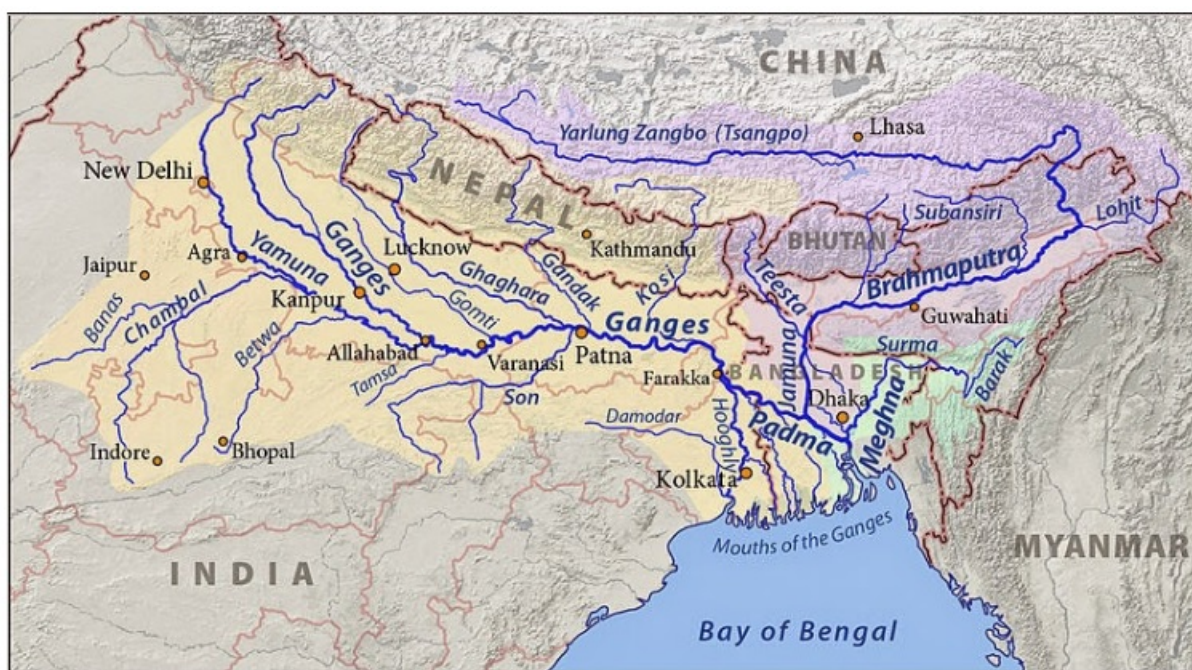 CHINA
Yarlung Zangbo (Tsangpo)
Lhasa
New Delhi
NEPAL
Subansiri
Lohit
Agra
Yamuna
Ganges
Lucknow
Kathmandu
BHUTAN
Jaipur
Ghaghara
Gandak
Kosi
Teesta
Brahmaputra
Banas
Chambal
Kanpur
Gomti
Ganges
Guwahati
Betwa
Allahabad
Varanasi
Patna
Jamuna
Surma
Tamsa
Son
Farakka
BANGLADESH
Barak
Dhaka
Damodar
Hooghly
Padma
Meghna
Indore
Bhopal
Kolkata
Mouths of the Ganges
INDIA
MYANMAR
Bay of Bengal